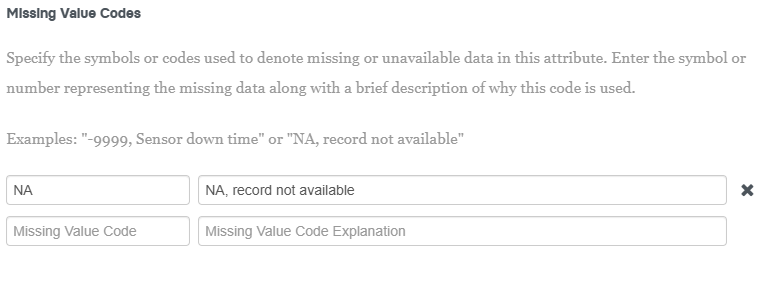 Missing Value Codes
Specify the symbols or codes used to denote missing or unavailable data in this attribute. Enter the symbol or
number representing the missing data along with a brief description of why this code is used.
Examples: "-9999, Sensor down time" or "NA, record not available"
NA NA, record not available
Missing Value Code Missing Value Code Explanation